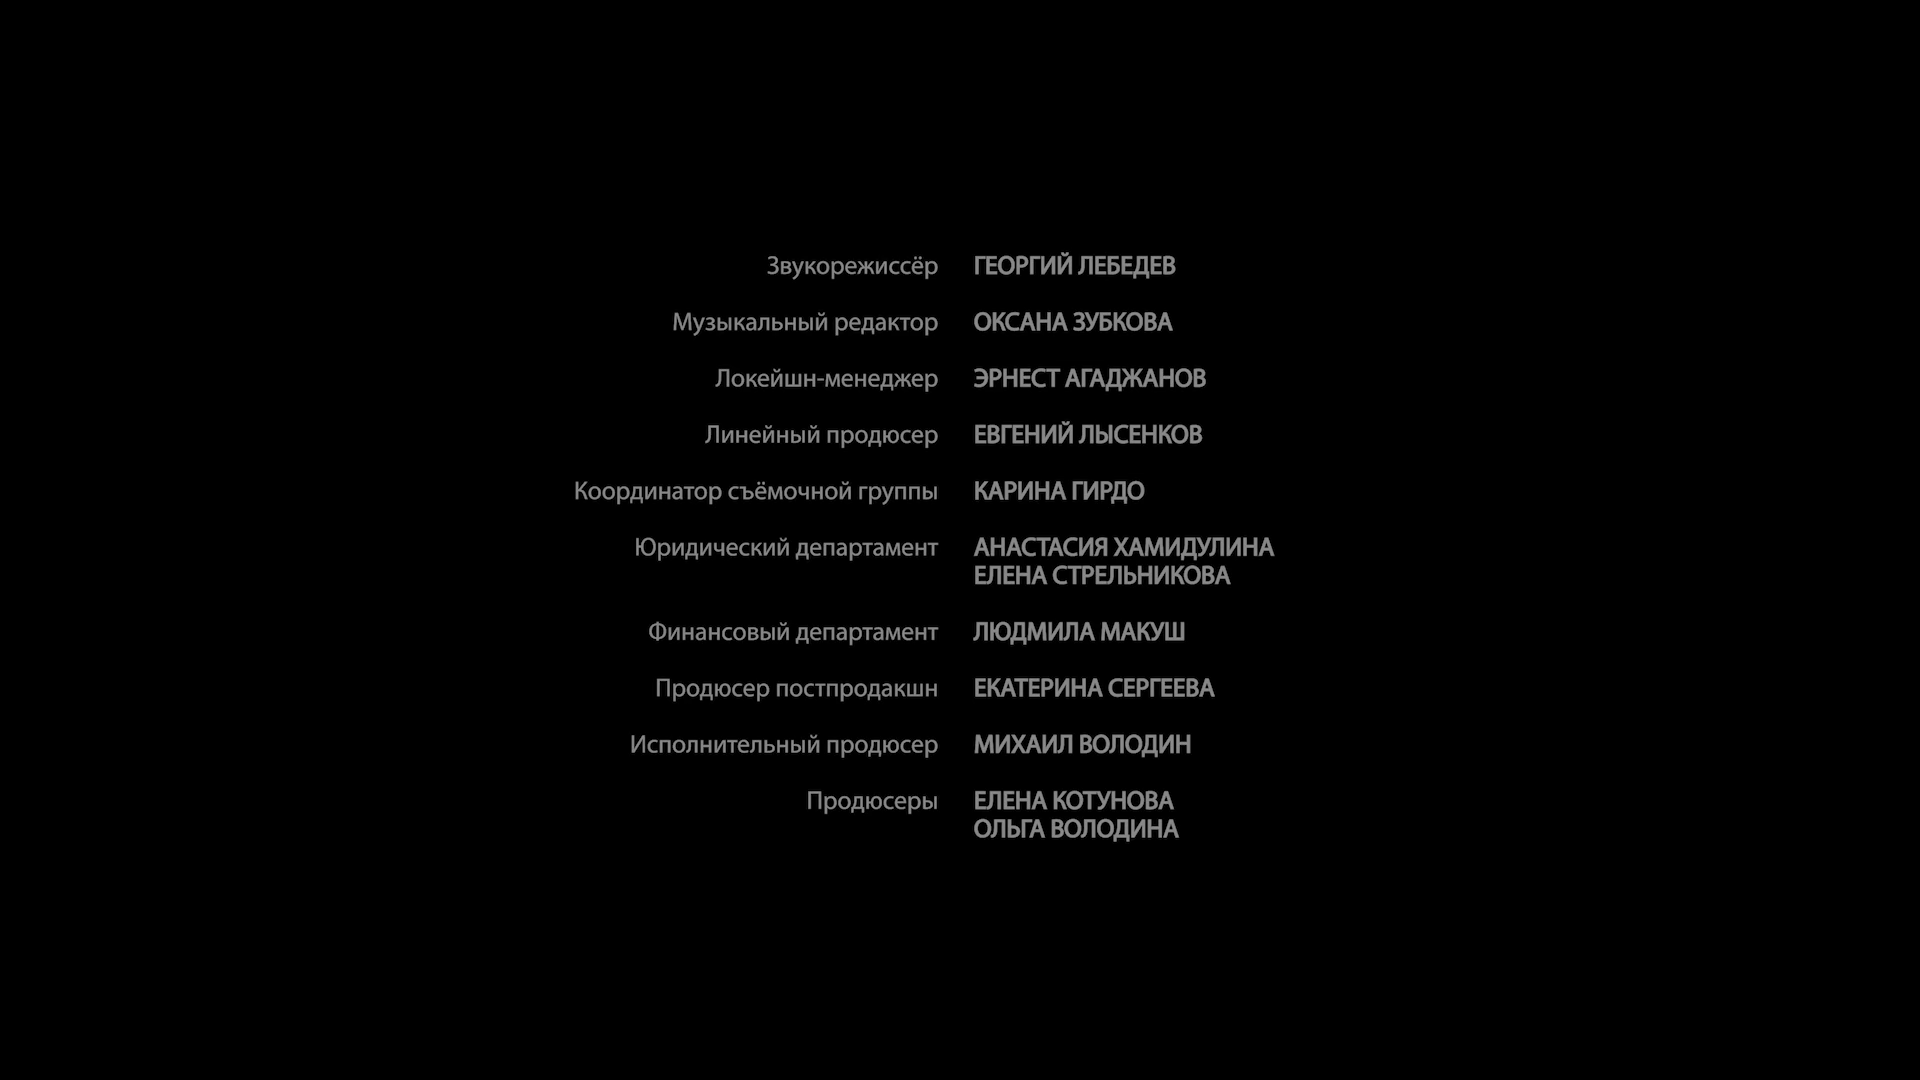 Звукорежиссёр ГЕОРГИЙ ЛЕБЕДЕВ
Музыкальный редактор ОКСАНА ЗУБКОВА
Локейшн-менеджер ЭРНЕСТ АГАДЖАНОВ
Линейный продюсер ЕВГЕНИЙ ЛЫСЕНКОВ
Координатор съёмочной группы КАРИНА ГИРДО
Юридический департамент АНАСТАСИЯ ХАМИДУЛИНА
ЕЛЕНА СТРЕЛЬНИКОВА
Финансовый департамент ЛЮДМИЛА МАКУШ
Продюсер постпродакшн ЕКАТЕРИНА СЕРГЕЕВА
Исполнительный продюсер МИХАИЛ ВОЛОДИН
Продюсеры ЕЛЕНА КОТУНОВА
ОЛЬГА ВОЛОДИНА